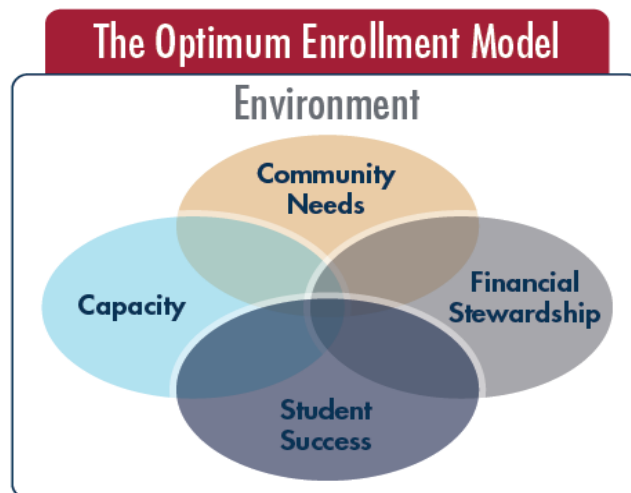 The Optimum Enrollment Model
Environment
Community
Needs
Capacity
Financial
Stewardship
Student
Success